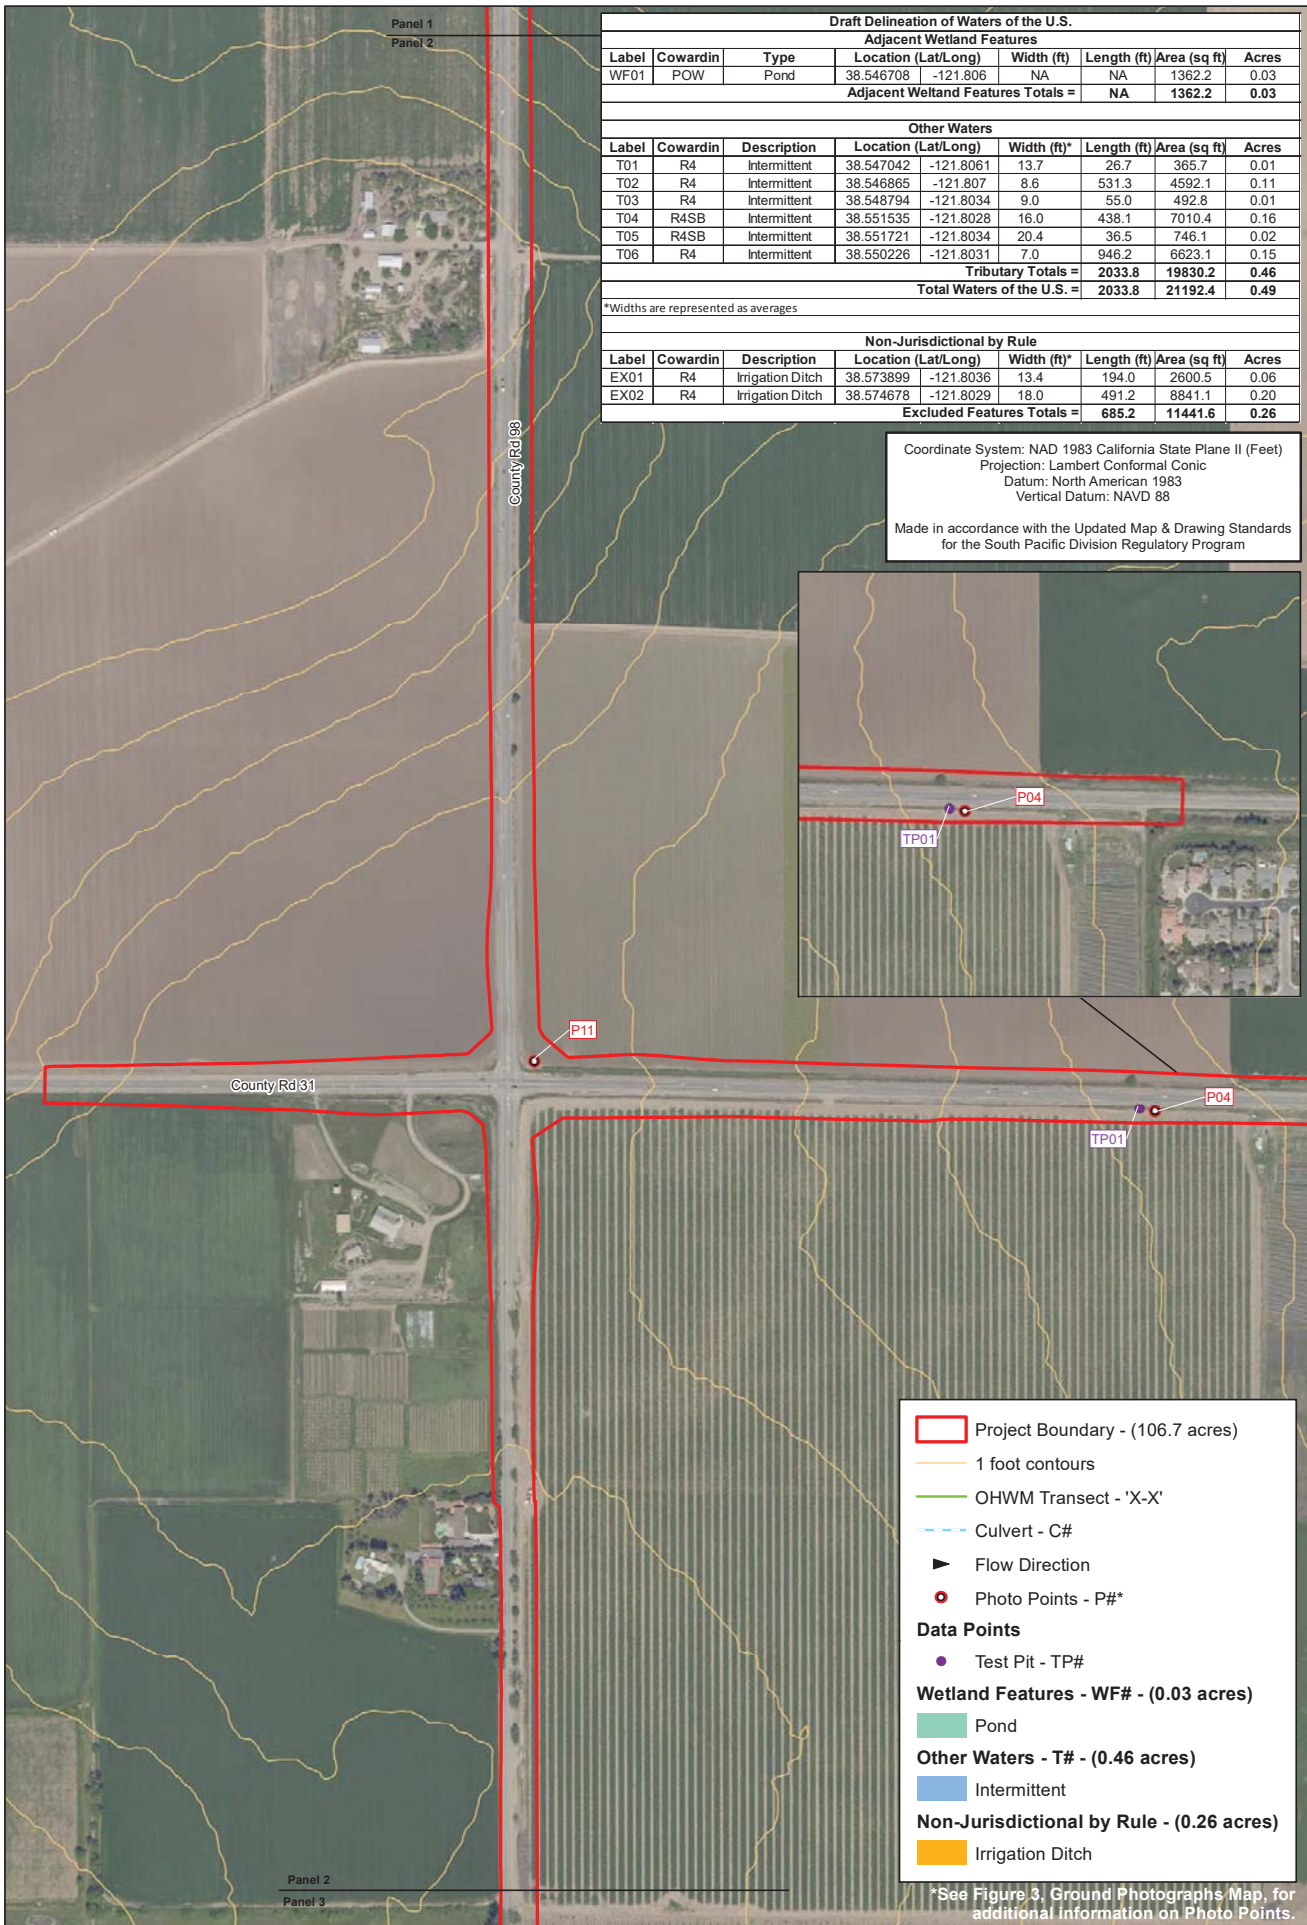 Panel 1
Panel 2
Draft Delineation of Waters of the U.S.
Adjacent Wetland Features
Label Cowardin Type Location (Lat/Long) Width (ft) Length (ft) Area (sq ft) Acres
WF01 POW Pond 38.546708 -121.806 NA NA 1362.2 0.03
Adjacent Weltand Features Totals = NA 1362.2 0.03
Other Waters
Label Cowardin Description Location (Lat/Long) Width (ft)* Length (ft) Area (sq ft) Acres
T01 R4 Intermittent 38.547042 -121.8061 13.7 26.7 365.7 0.01
T02 R4 Intermittent 38.546865 -121.807 8.6 531.3 4592.1 0.11
T03 R4 Intermittent 38.548794 -121.8034 9.0 55.0 492.8 0.01
T04 R4SB Intermittent 38.551535 -121.8028 16.0 438.1 7010.4 0.16
T05 R4SB Intermittent 38.551721 -121.8034 20.4 36.5 746.1 0.02
T06 R4 Intermittent 38.550226 -121.8031 7.0 946.2 6623.1 0.15
Tributary Totals = 2033.8 19830.2 0.46
Total Waters of the U.S. = 2033.8 21192.4 0.49
*Widths are represented as averages
Non-Jurisdictional by Rule
Label Cowardin Description Location (Lat/Long) Width (ft)* Length (ft) Area (sq ft) Acres
EX01 R4 Irrigation Ditch 38.573899 -121.8036 13.4 194.0 2600.5 0.06
EX02 R4 Irrigation Ditch 38.574678 -121.8029 18.0 491.2 8841.1 0.20
Excluded Features Totals = 685.2 11441.6 0.26
Coordinate System: NAD 1983 California State Plane II (Feet)
Projection: Lambert Conformal Conic
Datum: North American 1983
Vertical Datum: NAVD 88
Made in accordance with the Updated Map & Drawing Standards
for the South Pacific Division Regulatory Program
County Rd 98
P04
TP01
P11
County Rd 31
P04
TP01
Project Boundary - (106.7 acres)
1 foot contours
OHWM Transect - 'X-X'
Culvert - C#
Flow Direction
Photo Points - P#*
Data Points
Test Pit - TP#
Wetland Features - WF# - (0.03 acres)
Pond
Other Waters - T# - (0.46 acres)
Intermittent
Non-Jurisdictional by Rule - (0.26 acres)
Irrigation Ditch
Panel 2
Panel 3
*See Figure 3, Ground Photographs Map, for
additional information on Photo Points.